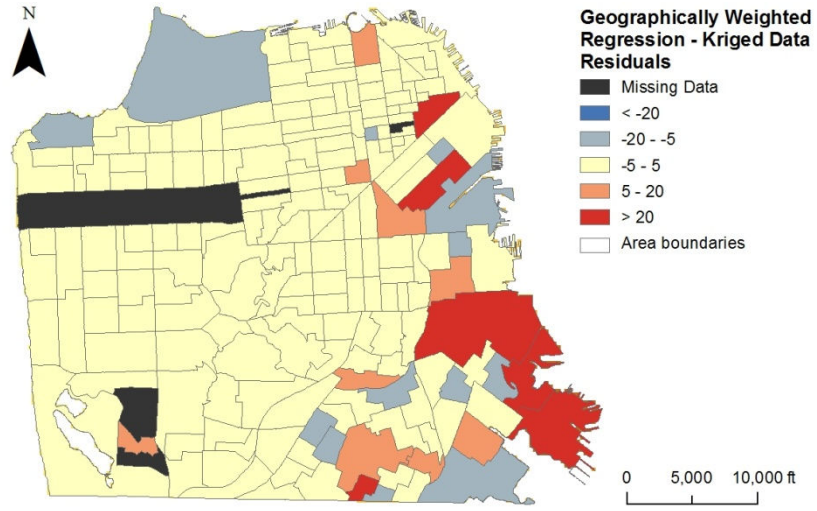 N
Geographically Weighted
Regression - Kriged Data
Residuals
Missing Data
< -20
-20 - -5
-5 - 5
5 - 20
> 20
Area boundaries
0 5,000 10,000 ft